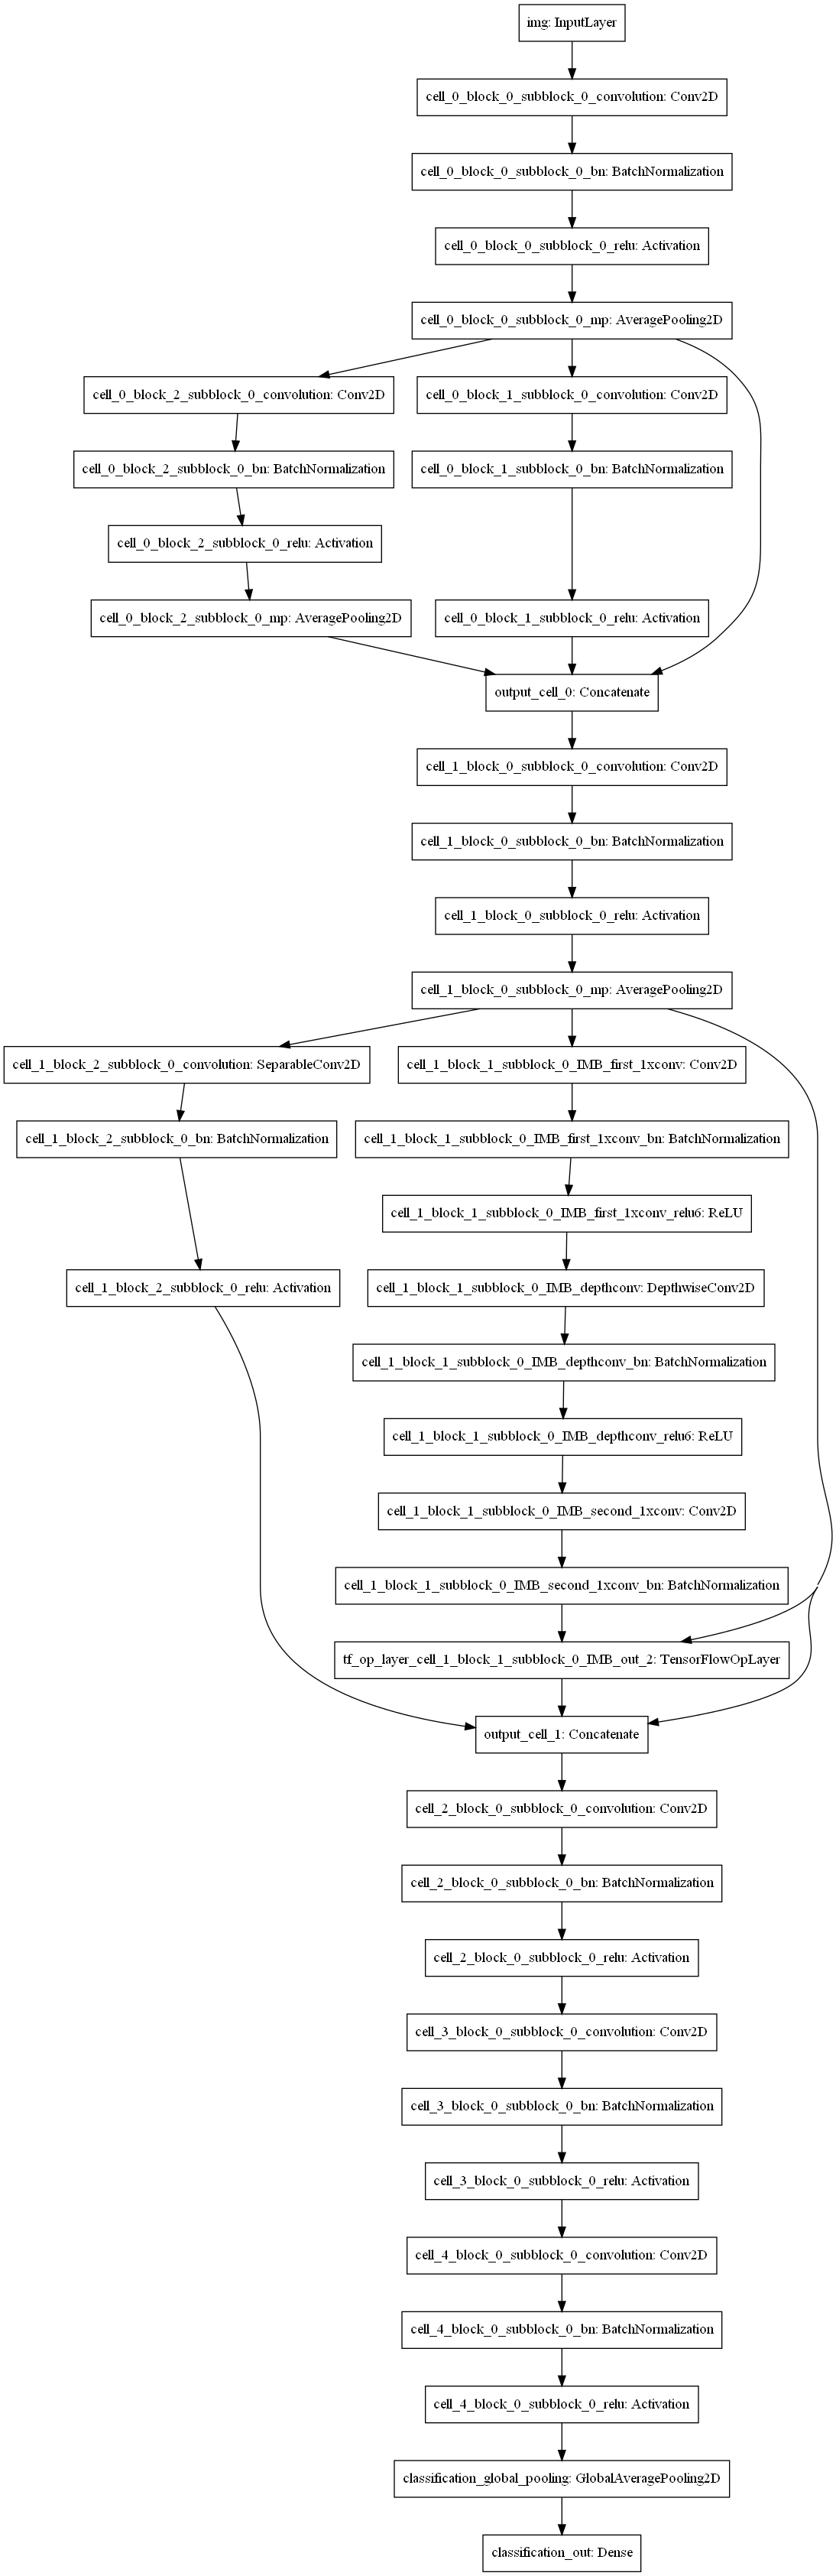 img: InputLayer
cell_0_block_0_subblock_0_convolution: Conv2D
cell_0_block_0_subblock_0_bn: BatchNormalization
cell_0_block_0_subblock_0_relu: Activation
cell_0_block_0_subblock_0_mp: AveragePooling2D
cell_0_block_2_subblock_0_convolution: Conv2D
cell_0_block_1_subblock_0_convolution: Conv2D
cell_0_block_2_subblock_0_bn: BatchNormalization
cell_0_block_1_subblock_0_bn: BatchNormalization
cell_0_block_2_subblock_0_relu: Activation
cell_0_block_2_subblock_0_mp: AveragePooling2D
cell_0_block_1_subblock_0_relu: Activation
output_cell_0: Concatenate
cell_1_block_0_subblock_0_convolution: Conv2D
cell_1_block_0_subblock_0_bn: BatchNormalization
cell_1_block_0_subblock_0_relu: Activation
cell_1_block_0_subblock_0_mp: AveragePooling2D
cell_1_block_2_subblock_0_convolution: SeparableConv2D
cell_1_block_1_subblock_0_IMB_first_1xconv: Conv2D
cell_1_block_2_subblock_0_bn: BatchNormalization
cell_1_block_1_subblock_0_IMB_first_1xconv_bn: BatchNormalization
cell_1_block_1_subblock_0_IMB_first_1xconv_relu6: ReLU
cell_1_block_2_subblock_0_relu: Activation
cell_1_block_1_subblock_0_IMB_depthconv: DepthwiseConv2D
cell_1_block_1_subblock_0_IMB_depthconv_bn: BatchNormalization
cell_1_block_1_subblock_0_IMB_depthconv_relu6: ReLU
cell_1_block_1_subblock_0_IMB_second_1xconv: Conv2D
cell_1_block_1_subblock_0_IMB_second_1xconv_bn: BatchNormalization
tf_op_layer_cell_1_block_1_subblock_0_IMB_out_2: TensorFlowOpLayer
output_cell_1: Concatenate
cell_2_block_0_subblock_0_convolution: Conv2D
cell_2_block_0_subblock_0_bn: BatchNormalization
cell_2_block_0_subblock_0_relu: Activation
cell_3_block_0_subblock_0_convolution: Conv2D
cell_3_block_0_subblock_0_bn: BatchNormalization
cell_3_block_0_subblock_0_relu: Activation
cell_4_block_0_subblock_0_convolution: Conv2D
cell_4_block_0_subblock_0_bn: BatchNormalization
cell_4_block_0_subblock_0_relu: Activation
classification_global_pooling: GlobalAveragePooling2D
classification_out: Dense